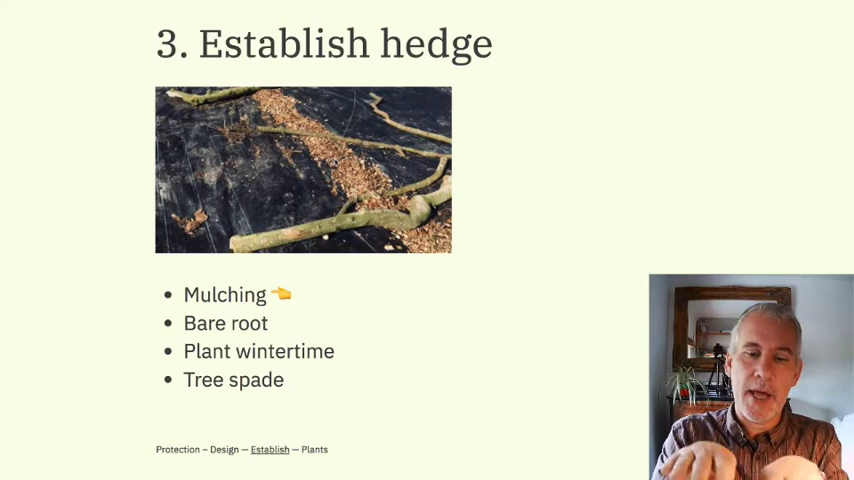 3. Establish hedge
• Mulching 👈
• Bare root
• Plant wintertime
• Tree spade
Protection – Design — Establish — Plants